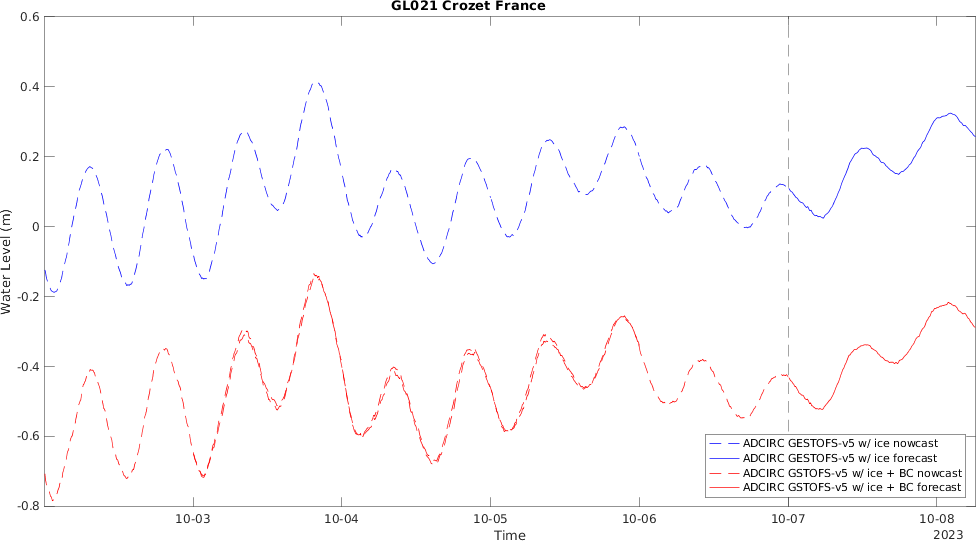 GL021 Crozet France
0.6
0.4
0.2
0
-0.2
-0.4
-0.6
-0.8
Water Level (m)
ADCIRC GESTOFS-v5 w/ ice nowcast
ADCIRC GESTOFS-v5 w/ ice forecast
ADCIRC GSTOFS-v5 w/ ice + BC nowcast
ADCIRC GSTOFS-v5 w/ ice + BC forecast
10-03 10-04 10-05 10-06 10-07 10-08
Time
2023